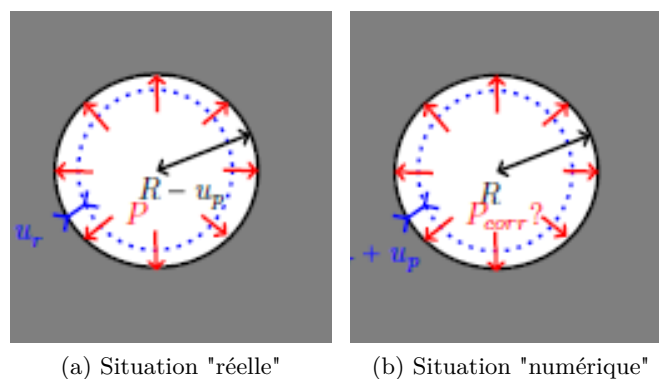 R − u_p
P
u_r
(a) Situation "réelle"
R
P_corr?
+ u_p
(b) Situation "numérique"